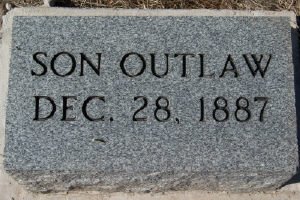 SON OUTLAW
DEC. 28, 1887